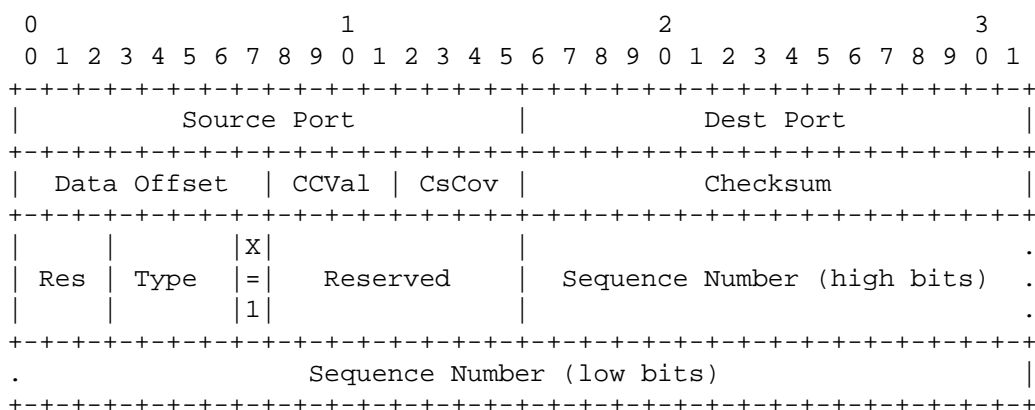 0                   1                   2                   3
 0 1 2 3 4 5 6 7 8 9 0 1 2 3 4 5 6 7 8 9 0 1 2 3 4 5 6 7 8 9 0 1
+-+-+-+-+-+-+-+-+-+-+-+-+-+-+-+-+-+-+-+-+-+-+-+-+-+-+-+-+-+-+-+-+
|          Source Port          |           Dest Port           |
+-+-+-+-+-+-+-+-+-+-+-+-+-+-+-+-+-+-+-+-+-+-+-+-+-+-+-+-+-+-+-+-+
|  Data Offset  | CCVal | CsCov |           Checksum            |
+-+-+-+-+-+-+-+-+-+-+-+-+-+-+-+-+-+-+-+-+-+-+-+-+-+-+-+-+-+-+-+-+
|     |       |X|               |                               .
| Res | Type  |=|   Reserved    |  Sequence Number (high bits)  .
|     |       |1|               |                               .
+-+-+-+-+-+-+-+-+-+-+-+-+-+-+-+-+-+-+-+-+-+-+-+-+-+-+-+-+-+-+-+-+
.                  Sequence Number (low bits)                   |
+-+-+-+-+-+-+-+-+-+-+-+-+-+-+-+-+-+-+-+-+-+-+-+-+-+-+-+-+-+-+-+-+